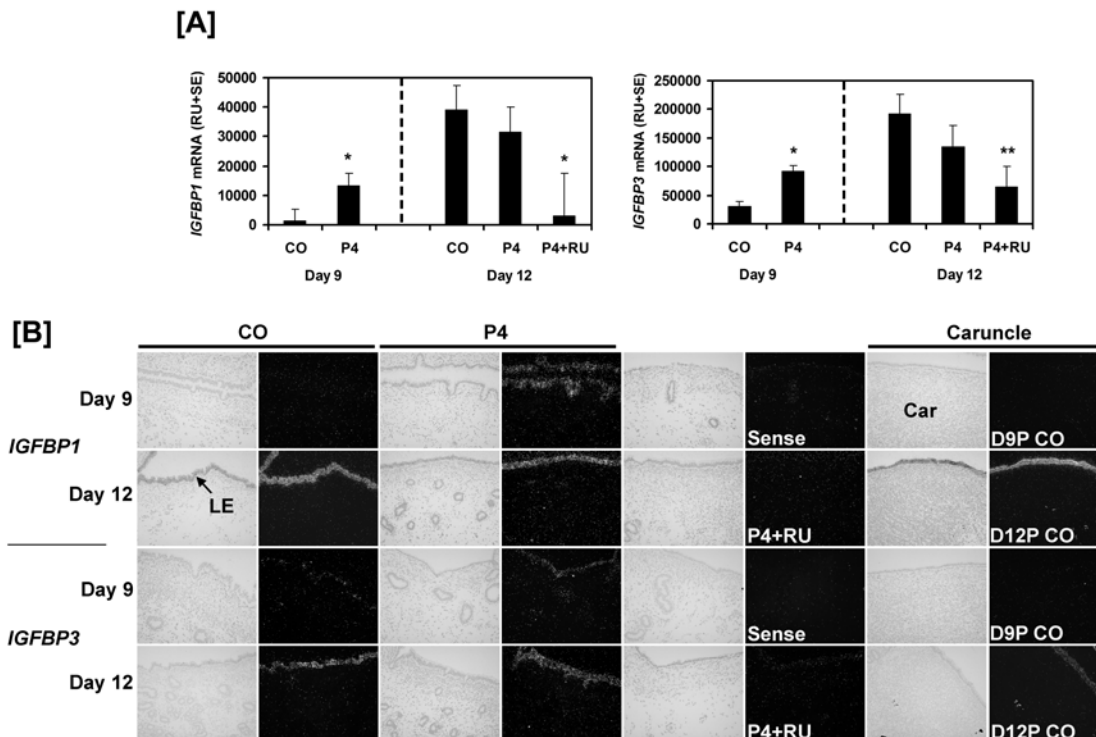 [A]
IGFBP1 mRNA (RU+SE)
50000
40000
30000
20000
10000
0
*
*
CO P4 CO P4 P4+RU
Day 9 Day 12
IGFBP3 mRNA (RU+SE)
250000
200000
150000
100000
50000
0
*
**
CO P4 CO P4 P4+RU
Day 9 Day 12
[B]
CO P4 Caruncle
Day 9
IGFBP1
Day 12
LE
Sense
Car
D9P CO
P4+RU
D12P CO
Day 9
IGFBP3
Day 12
Sense
D9P CO
P4+RU
D12P CO